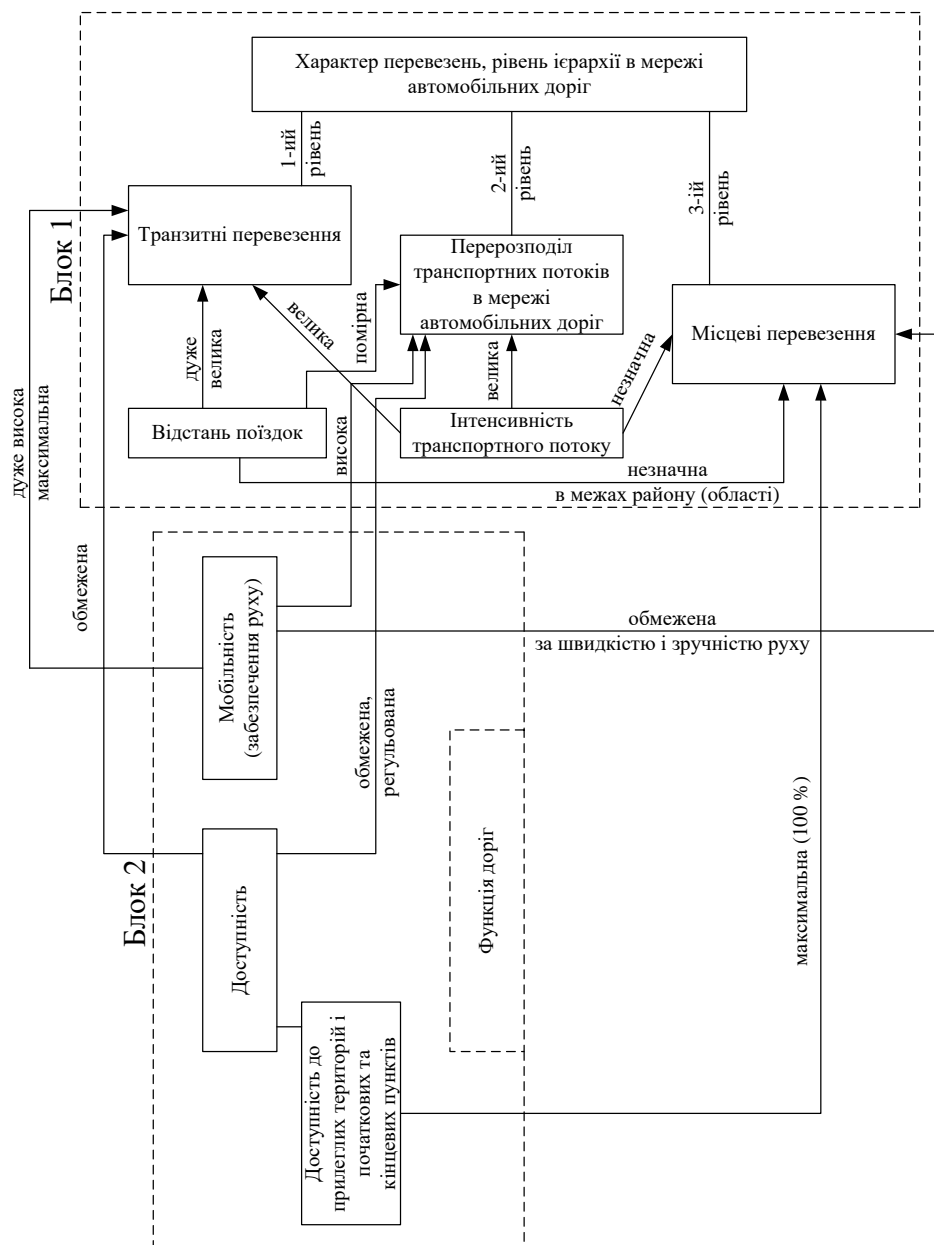 Характер перевезень, рівень ієрархії в мережі
автомобільних доріг
1-ий
рівень
2-ий
рівень
3-ій
рівень
Блок 1
Транзитні перевезення
Перерозподіл
транспортних потоків
в мережі
автомобільних доріг
Місцеві перевезення
дуже
велика
велика
помірна
велика
незначна
Відстань поїздок
Інтенсивність
транспортного потоку
висока
незначна
в межах району (області)
дуже висока
максимальна
обмежена
Мобільність
(забезпечення руху)
обмежена
за швидкістю і зручністю руху
обмежена,
регульована
Блок 2
Доступність
Функція доріг
максимальна (100 %)
Доступність до
прилеглих територій і
початкових та
кінцевих пунктів